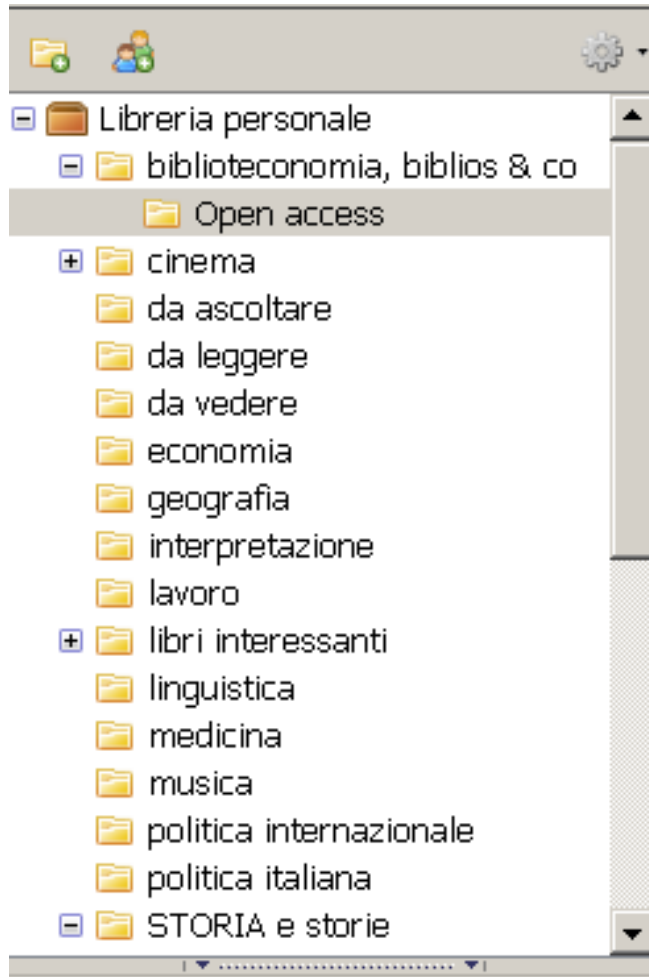 Libreria personale
biblioteconomia, biblios & co
Open access
cinema
da ascoltare
da leggere
da vedere
economia
geografia
interpretazione
lavoro
libri interessanti
linguistica
medicina
musica
politica internazionale
politica italiana
STORIA e storie